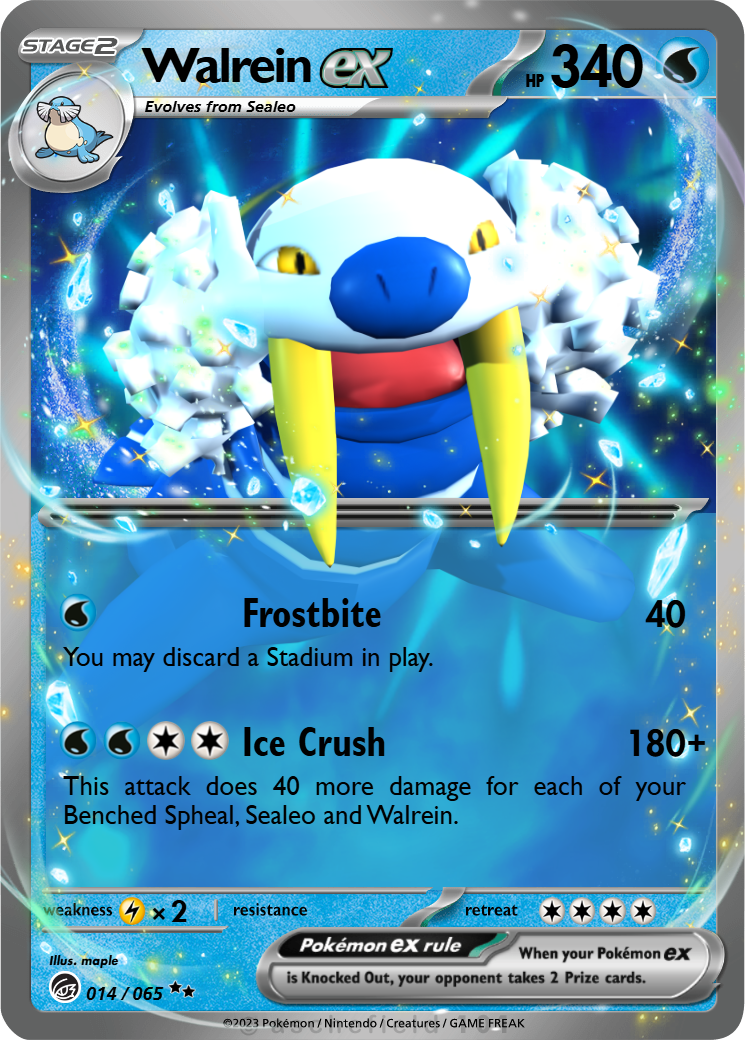 STAGE2
Walrein ex
HP 340
Evolves from Sealeo
Frostbite 40
You may discard a Stadium in play.
Ice Crush 180+
This attack does 40 more damage for each of your
Benched Spheal, Sealeo and Walrein.
weakness ×2 resistance retreat
Pokémon ex rule
When your Pokémon ex
is Knocked Out, your opponent takes 2 Prize cards.
Illus. maple
014 / 065
©2023 Pokémon / Nintendo / Creatures / GAME FREAK